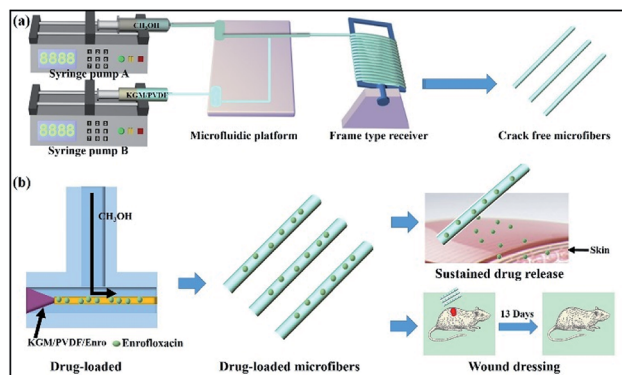 (a)
CH3OH
8888
Syringe pump A
KGM/PVDF
8888
Syringe pump B
Microfluidic platform
Frame type receiver
Crack free microfibers
(b)
CH3OH
KGM/PVDF/Enro
Enrofloxacin
Drug-loaded
Drug-loaded microfibers
Skin
Sustained drug release
13 Days
Wound dressing